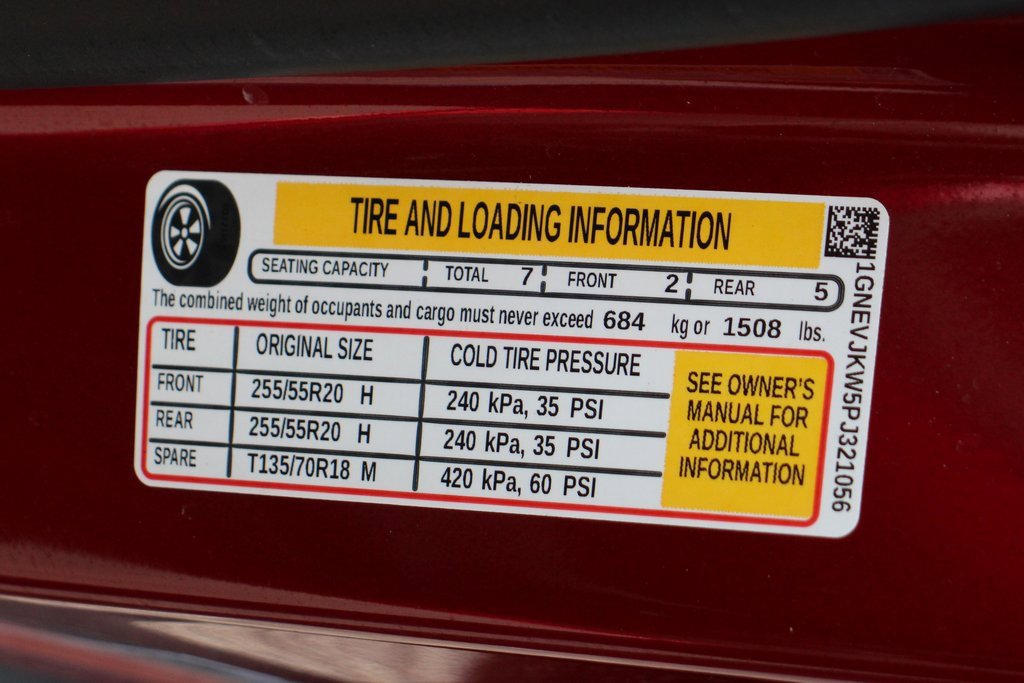 TIRE AND LOADING INFORMATION
SEATING CAPACITY TOTAL 7 FRONT 2 REAR 5
The combined weight of occupants and cargo must never exceed 684 kg or 1508 lbs.
TIRE ORIGINAL SIZE COLD TIRE PRESSURE
FRONT 255/55R20 H 240 kPa, 35 PSI
REAR 255/55R20 H 240 kPa, 35 PSI
SPARE T135/70R18 M 420 kPa, 60 PSI
SEE OWNER'S
MANUAL FOR
ADDITIONAL
INFORMATION
1GNEVJKW5PJ321056